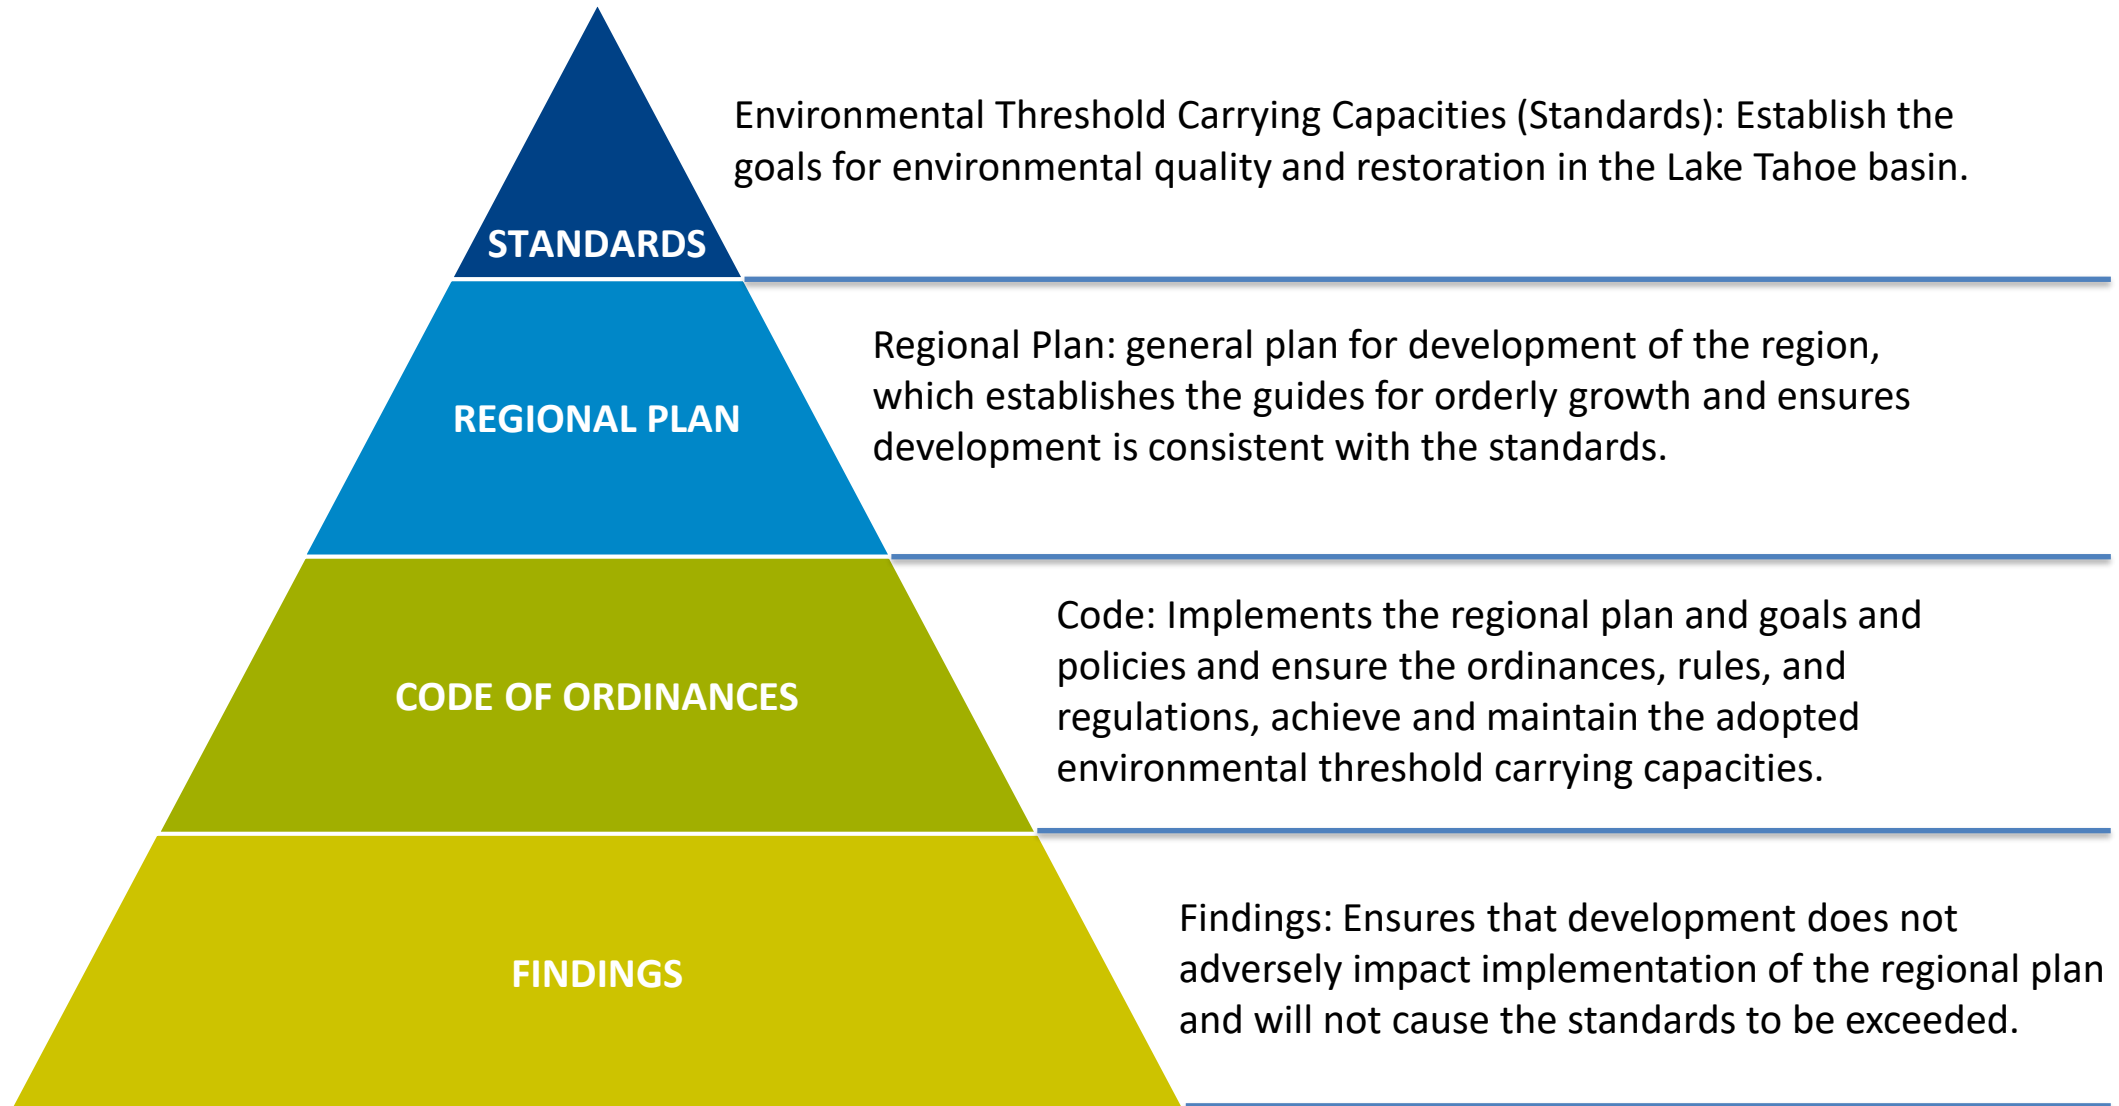 Environmental Threshold Carrying Capacities (Standards): Establish the
goals for environmental quality and restoration in the Lake Tahoe basin.
STANDARDS
Regional Plan: general plan for development of the region,
which establishes the guides for orderly growth and ensures
development is consistent with the standards.
REGIONAL PLAN
Code: Implements the regional plan and goals and
policies and ensure the ordinances, rules, and
regulations, achieve and maintain the adopted
environmental threshold carrying capacities.
CODE OF ORDINANCES
Findings: Ensures that development does not
adversely impact implementation of the regional plan
and will not cause the standards to be exceeded.
FINDINGS